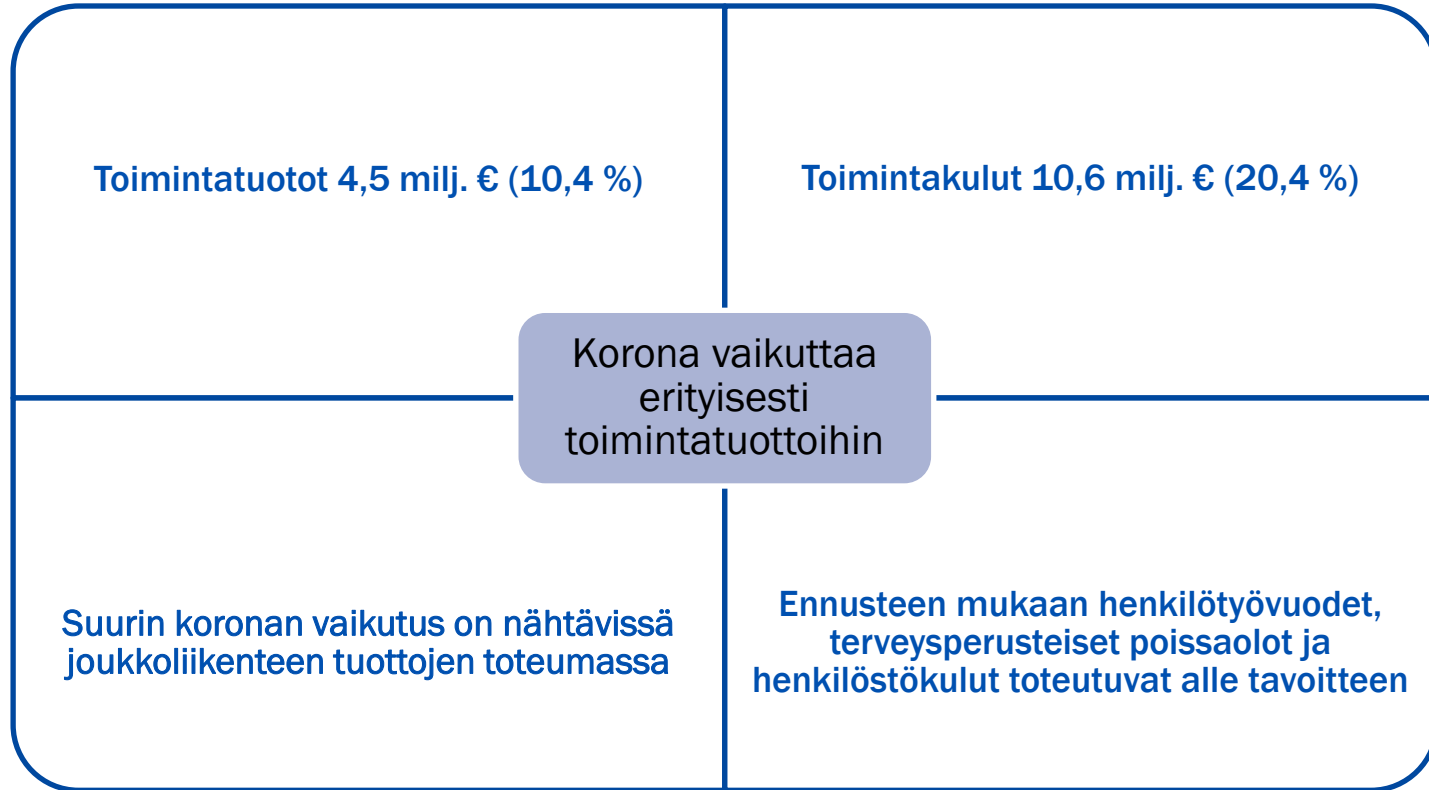 Toimintatuotot 4,5 milj. € (10,4 %)
Toimintakulut 10,6 milj. € (20,4 %)
Korona vaikuttaa
erityisesti
toimintatuottoihin
Suurin koronan vaikutus on nähtävissä
joukkoliikenteen tuottojen toteumassa
Ennusteen mukaan henkilötyövuodet,
terveysperusteiset poissaolot ja
henkilöstökulut toteutuvat alle tavoitteen